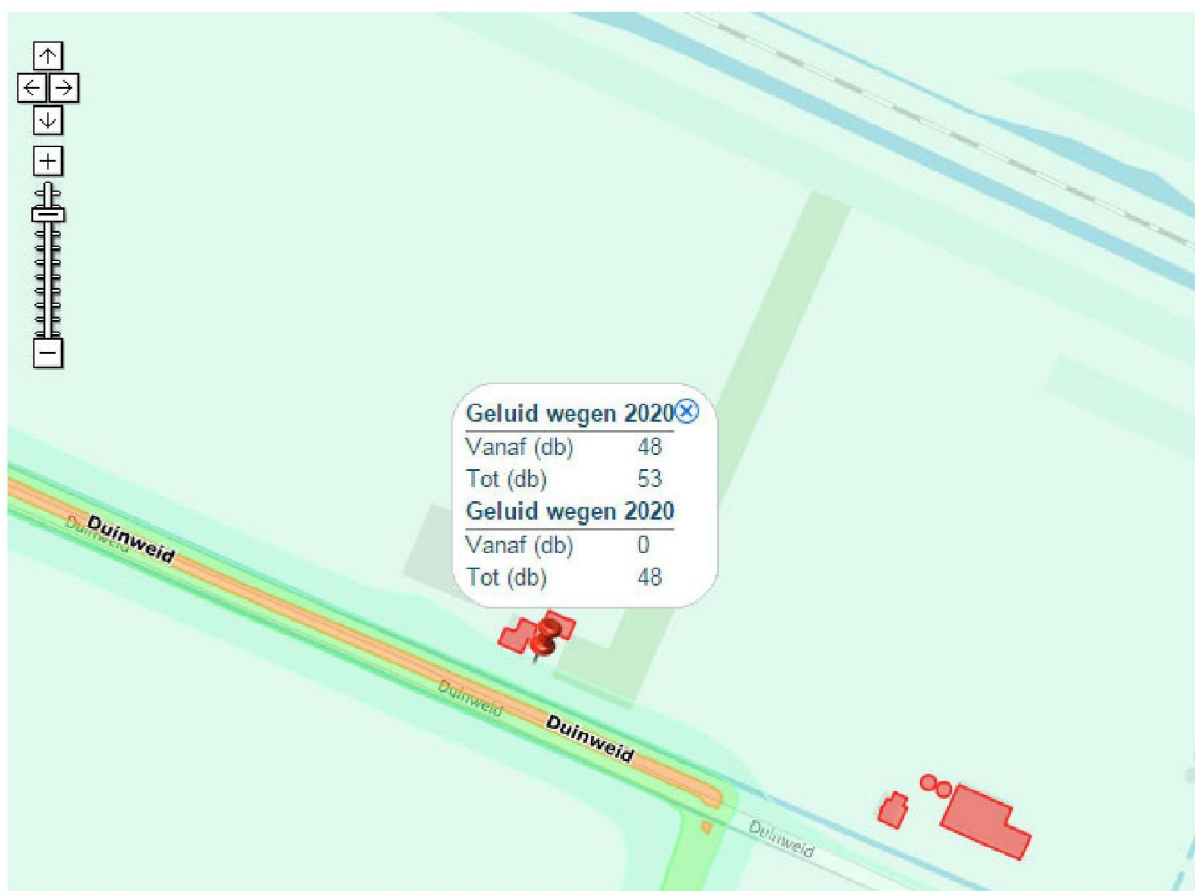 Geluid wegen 2020
Vanaf (db) 48
Tot (db) 53
Geluid wegen 2020
Vanaf (db) 0
Tot (db) 48
Duinweid
Duinweid
Duinweid
Duinweid
Duinweid